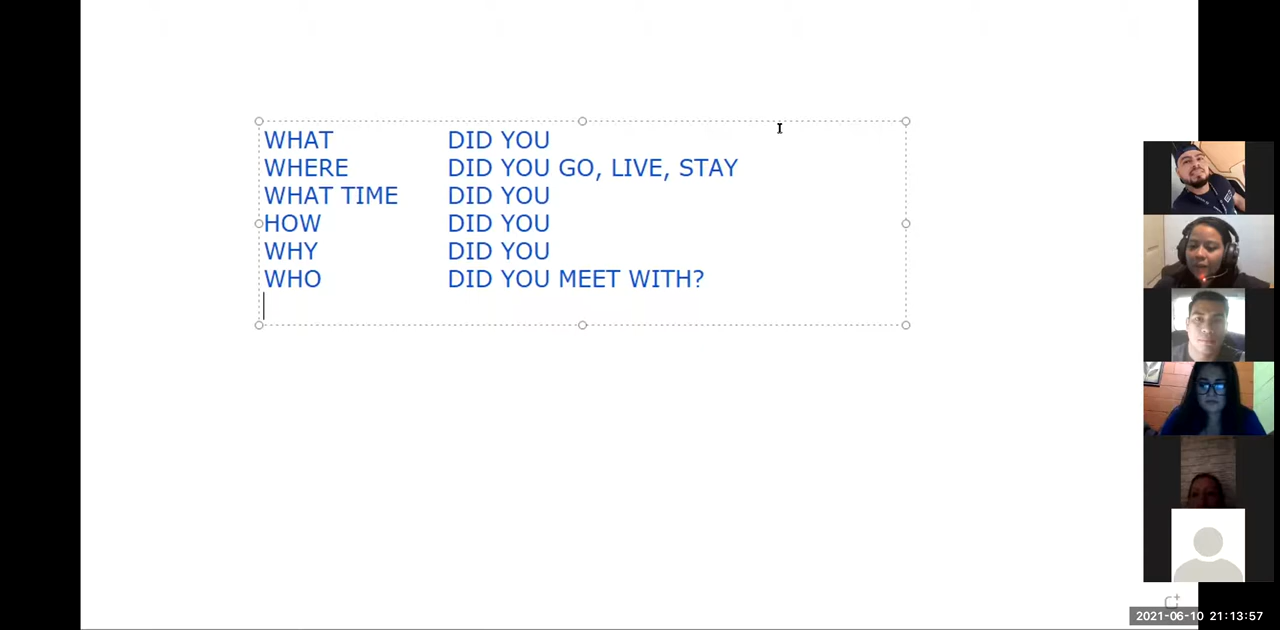 WHAT DID YOU
WHERE DID YOU GO, LIVE, STAY
WHAT TIME DID YOU
HOW DID YOU
WHY DID YOU
WHO DID YOU MEET WITH?
2021-06-10 21:13:57